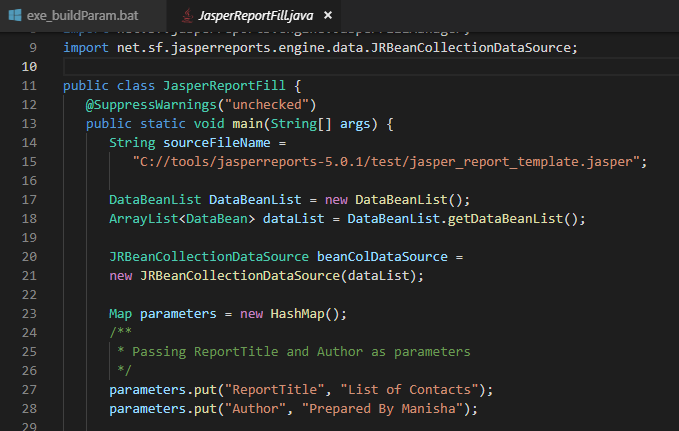 exe_buildParam.bat
JasperReportFill.java ×
9 import net.sf.jasperreports.engine.data.JRBeanCollectionDataSource;
10
11 public class JasperReportFill {
12 @SuppressWarnings("unchecked")
13 public static void main(String[] args) {
14 String sourceFileName =
15 "C://tools/jasperreports-5.0.1/test/jasper_report_template.jasper";
16
17 DataBeanList DataBeanList = new DataBeanList();
18 ArrayList<DataBean> dataList = DataBeanList.getDataBeanList();
19
20 JRBeanCollectionDataSource beanColDataSource =
21 new JRBeanCollectionDataSource(dataList);
22
23 Map parameters = new HashMap();
24 /**
25 * Passing ReportTitle and Author as parameters
26 */
27 parameters.put("ReportTitle", "List of Contacts");
28 parameters.put("Author", "Prepared By Manisha");